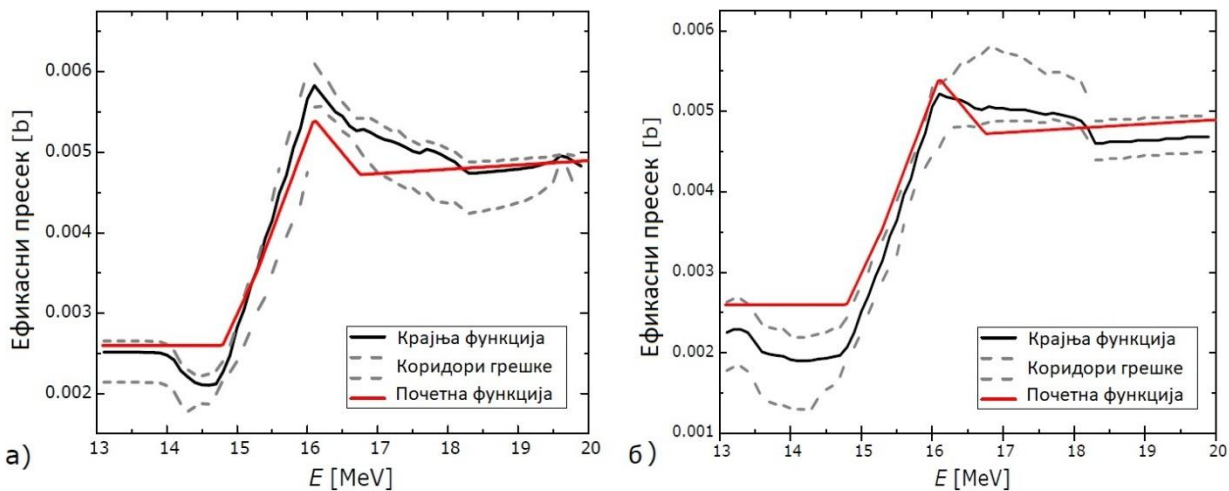 Ефикасни пресек [b]
0.006
0.005
0.004
0.003
0.002
Крајња функција
Коридори грешке
Почетна функција
13 14 15 16 17 18 19 20
E [MeV]
а)
Ефикасни пресек [b]
0.006
0.005
0.004
0.003
0.002
0.001
Крајња функција
Коридори грешке
Почетна функција
13 14 15 16 17 18 19 20
E [MeV]
б)